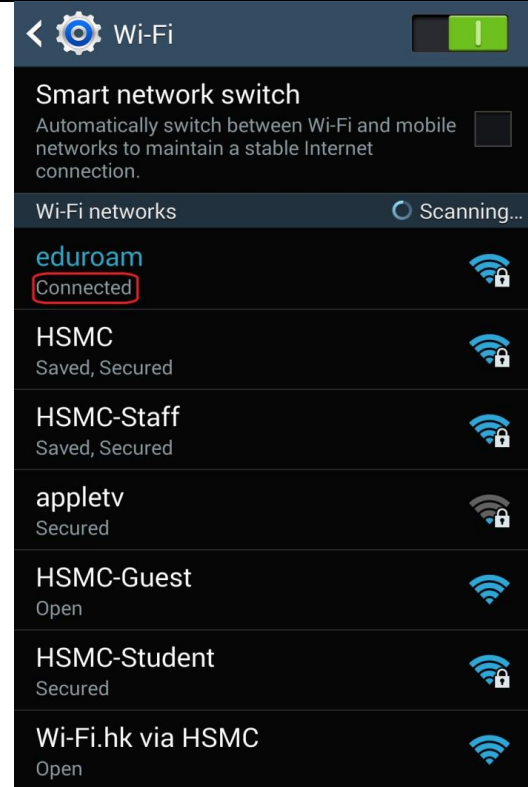 Wi-Fi
Smart network switch
Automatically switch between Wi-Fi and mobile
networks to maintain a stable Internet
connection.
Wi-Fi networks Scanning...
eduroam
Connected
HSMC
Saved, Secured
HSMC-Staff
Saved, Secured
appletv
Secured
HSMC-Guest
Open
HSMC-Student
Secured
Wi-Fi.hk via HSMC
Open